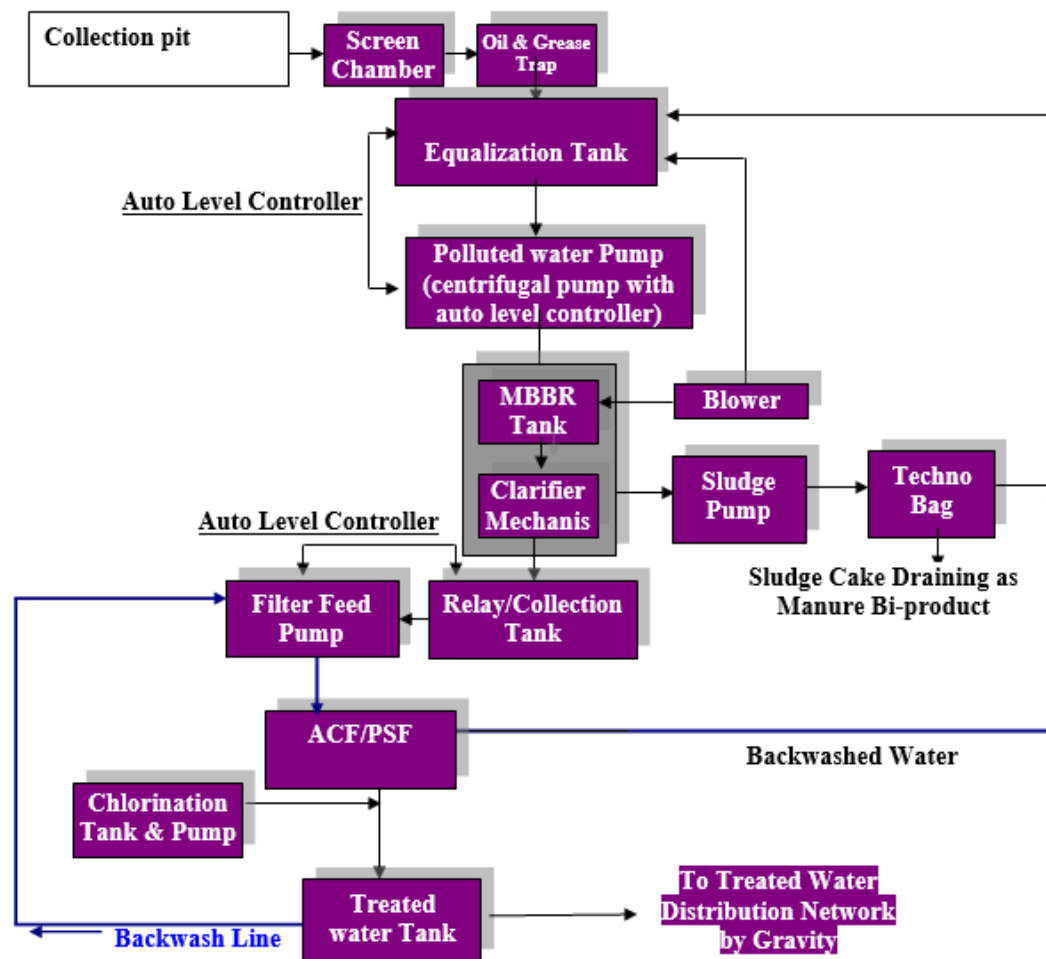 Collection pit
Screen
Chamber
Oil & Grease
Trap
Equalization Tank
Auto Level Controller
Polluted water Pump
(centrifugal pump with
auto level controller)
MBBR
Tank
Blower
Clarifier
Mechanis
Sludge
Pump
Techno
Bag
Auto Level Controller
Sludge Cake Draining as
Manure Bi-product
Filter Feed
Pump
Relay/Collection
Tank
ACF/PSF
Backwashed Water
Chlorination
Tank & Pump
Treated
water Tank
To Treated Water
Distribution Network
by Gravity
Backwash Line